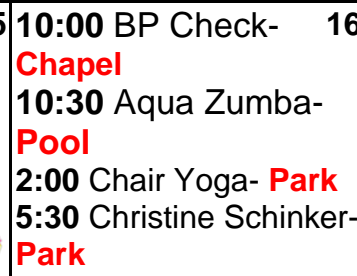 5 10:00 BP Check- 16
Chapel
10:30 Aqua Zumba-
Pool
2:00 Chair Yoga- Park
5:30 Christine Schinker-
Park